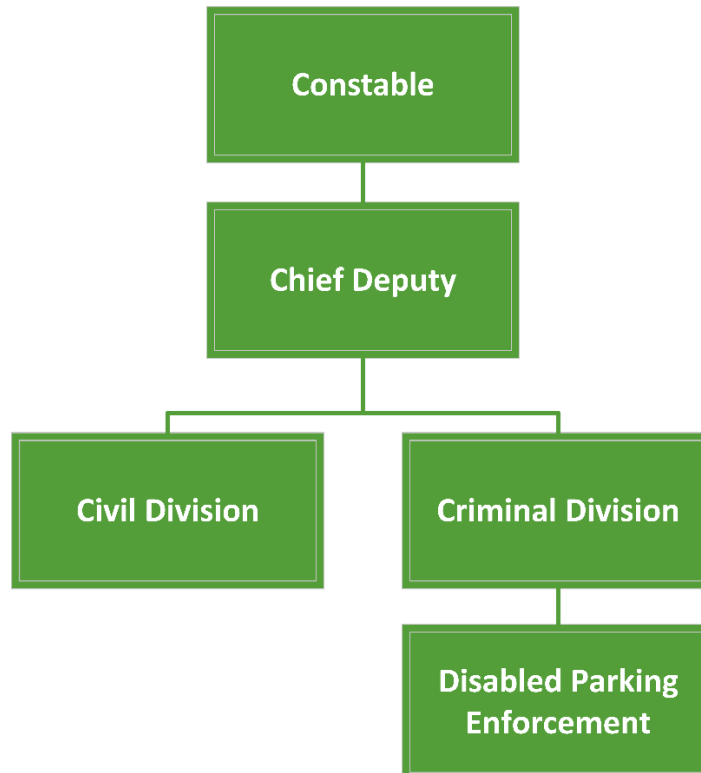 Constable
Chief Deputy
Civil Division
Criminal Division
Disabled Parking
Enforcement